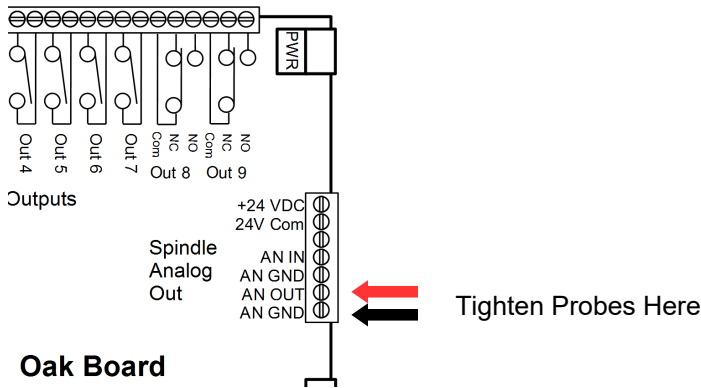 PWR
Out 4
Out 5
Out 6
Out 7
Com
NC
NO
Com
NC
NO
Out 8
Out 9
Outputs
+24 VDC
24V Com
AN IN
AN GND
AN OUT
AN GND
Spindle
Analog
Out
Tighten Probes Here
Oak Board